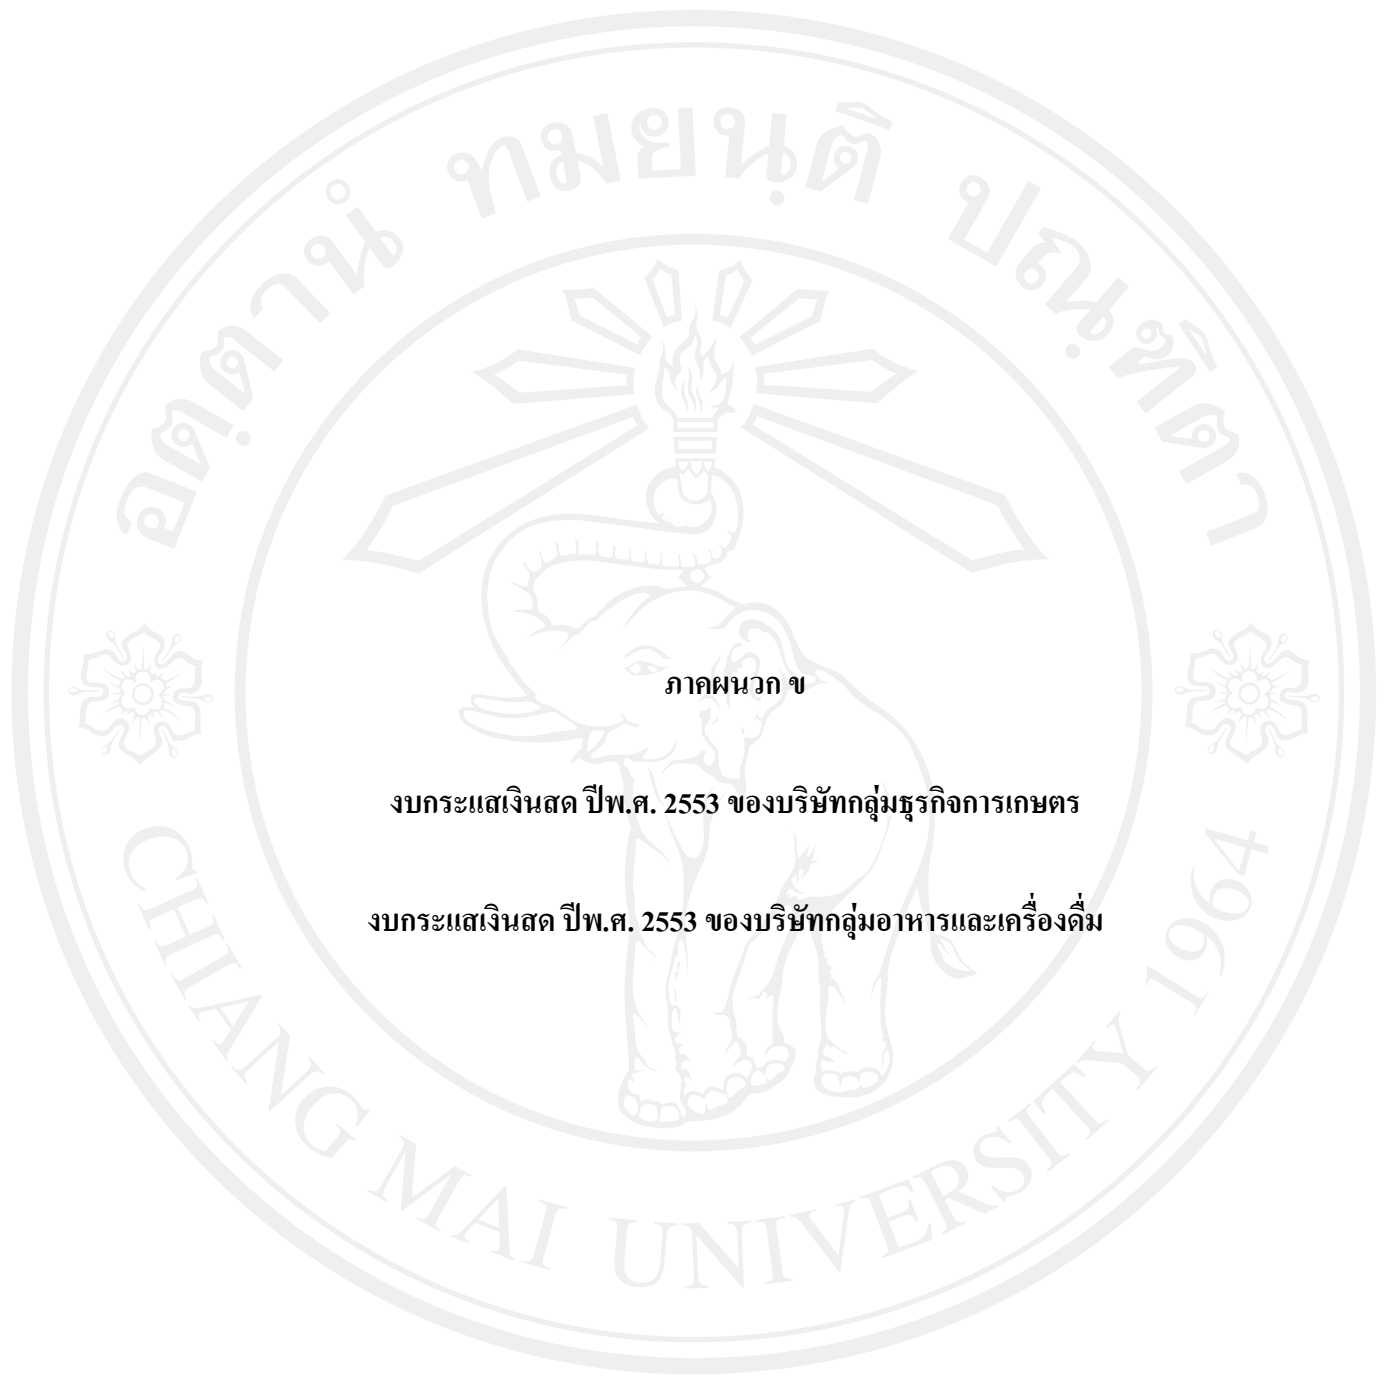 อตฺตานํ ทมยนฺติ ปณฺฑิตา
ภาคผนวก ข
งบกระแสเงินสด ปีพ.ศ. 2553 ของบริษัทกลุ่มธุรกิจการเกษตร
งบกระแสเงินสด ปีพ.ศ. 2553 ของบริษัทกลุ่มอาหารและเครื่องดื่ม
CHIANG MAI UNIVERSITY 1964